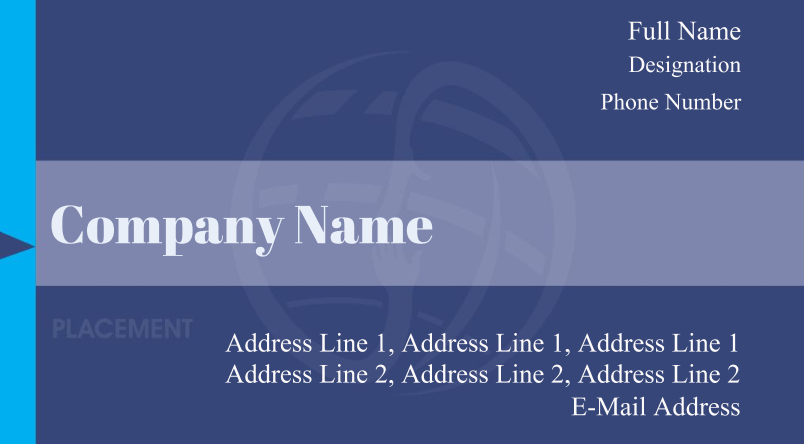 Full Name
Designation
Phone Number
Company Name
PLACEMENT
Address Line 1, Address Line 1, Address Line 1
Address Line 2, Address Line 2, Address Line 2
E-Mail Address